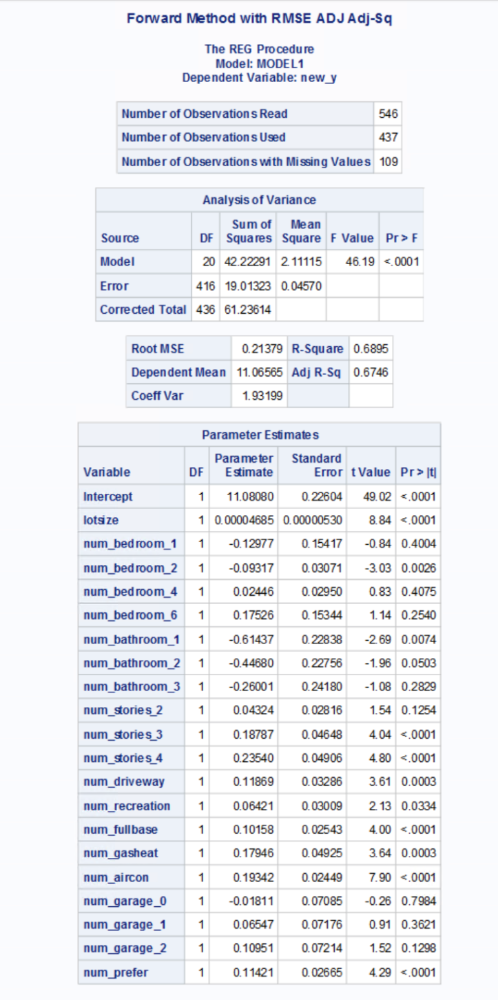 Forward Method with RMSE ADJ Adj-Sq
The REG Procedure
Model: MODEL1
Dependent Variable: new_y
Number of Observations Read 546
Number of Observations Used 437
Number of Observations with Missing Values 109
Analysis of Variance
Source DF Sum of Squares Mean Square F Value Pr > F
Model 20 42.22291 2.11115 46.19 <.0001
Error 416 19.01323 0.04570
Corrected Total 436 61.23614
Root MSE 0.21379 R-Square 0.6895
Dependent Mean 11.06565 Adj R-Sq 0.6746
Coeff Var 1.93199
Parameter Estimates
Variable DF Parameter Estimate Standard Error t Value Pr > |t|
Intercept 1 11.08080 0.22604 49.02 <.0001
lotsize 1 0.00004685 0.00000530 8.84 <.0001
num_bedroom_1 1 -0.12977 0.15417 -0.84 0.4004
num_bedroom_2 1 -0.09317 0.03071 -3.03 0.0026
num_bedroom_4 1 0.02446 0.02950 0.83 0.4075
num_bedroom_6 1 0.17526 0.15344 1.14 0.2540
num_bathroom_1 1 -0.61437 0.22838 -2.69 0.0074
num_bathroom_2 1 -0.44680 0.22756 -1.96 0.0503
num_bathroom_3 1 -0.26001 0.24180 -1.08 0.2829
num_stories_2 1 0.04324 0.02816 1.54 0.1254
num_stories_3 1 0.18787 0.04648 4.04 <.0001
num_stories_4 1 0.23540 0.04906 4.80 <.0001
num_driveway 1 0.11869 0.03286 3.61 0.0003
num_recreation 1 0.06421 0.03009 2.13 0.0334
num_fullbase 1 0.10158 0.02543 4.00 <.0001
num_gasheat 1 0.17946 0.04925 3.64 0.0003
num_aircon 1 0.19342 0.02449 7.90 <.0001
num_garage_0 1 -0.01811 0.07085 -0.26 0.7984
num_garage_1 1 0.06547 0.07176 0.91 0.3621
num_garage_2 1 0.10951 0.07214 1.52 0.1298
num_prefer 1 0.11421 0.02665 4.29 <.0001